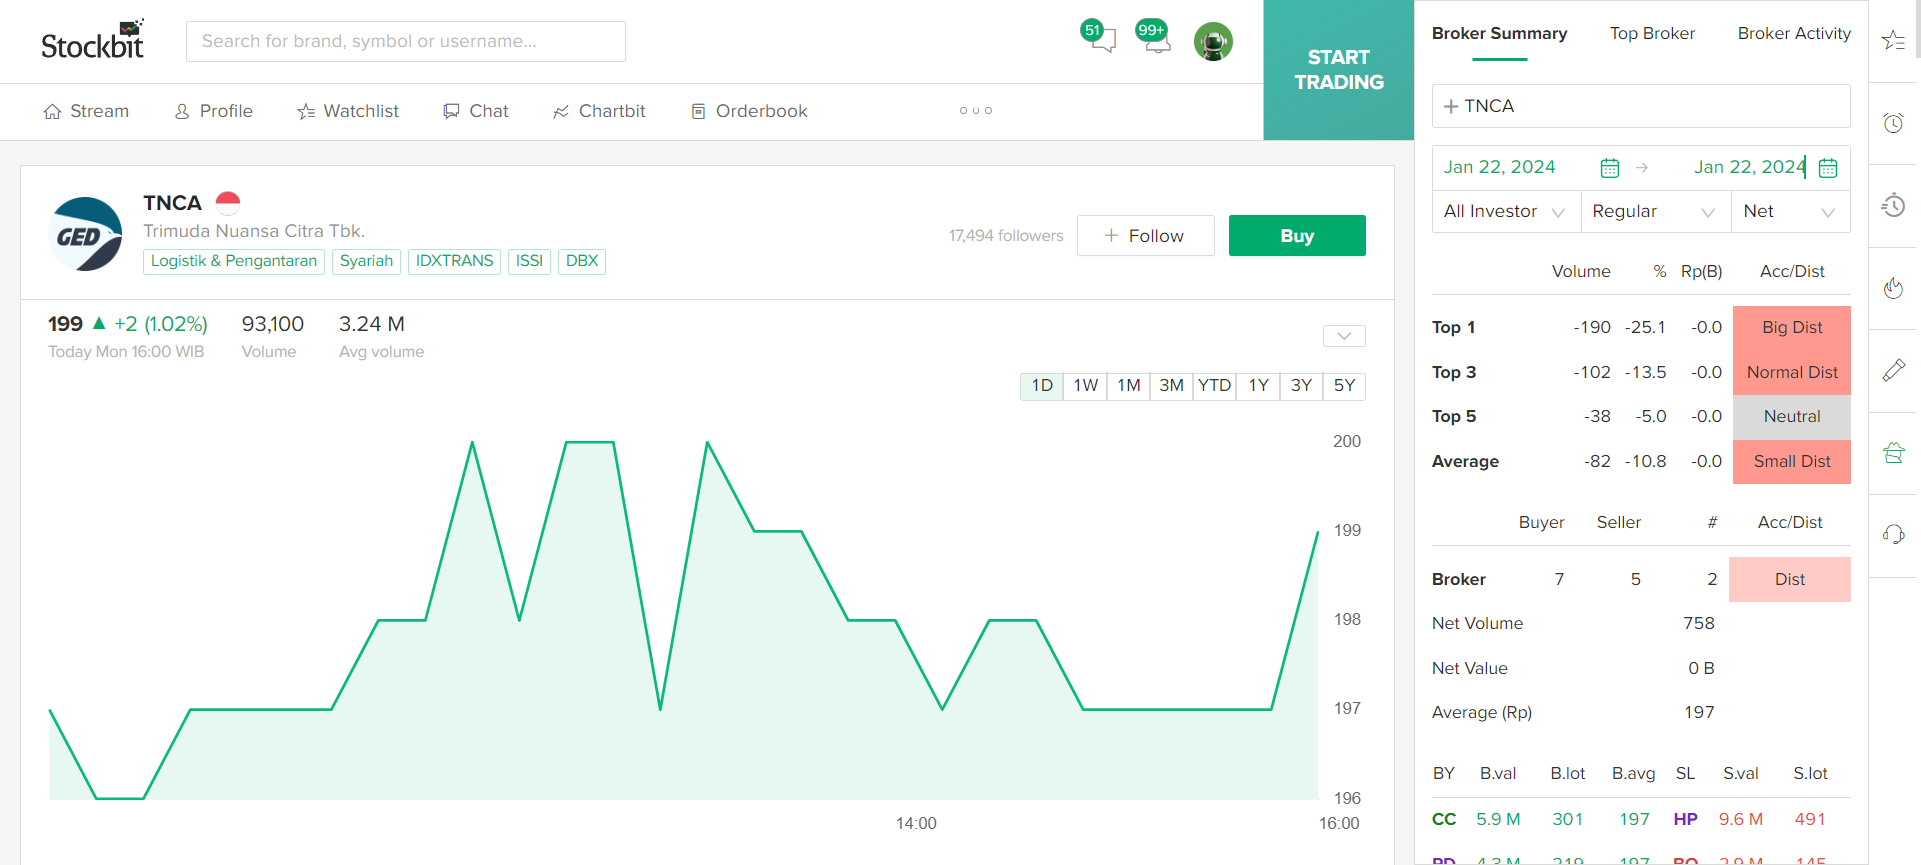 Stockbit
Search for brand, symbol or username...
51
99+
START
TRADING
Stream
Profile
Watchlist
Chat
Chartbit
Orderbook
GED
TNCA
Trimuda Nuansa Citra Tbk.
Logistik & Pengantaran
Syariah
IDXTRANS
ISSI
DBX
17,494 followers
+ Follow
Buy
199 ▲ +2 (1.02%)
Today Mon 16:00 WIB
93,100
Volume
3.24 M
Avg volume
1D 1W 1M 3M YTD 1Y 3Y 5Y
200
199
198
197
196
14:00
16:00
Broker Summary
Top Broker
Broker Activity
+ TNCA
Jan 22, 2024 → Jan 22, 2024
All Investor
Regular
Net
Volume % Rp(B) Acc/Dist
Top 1 -190 -25.1 -0.0 Big Dist
Top 3 -102 -13.5 -0.0 Normal Dist
Top 5 -38 -5.0 -0.0 Neutral
Average -82 -10.8 -0.0 Small Dist
Buyer Seller # Acc/Dist
Broker 7 5 2 Dist
Net Volume 758
Net Value 0 B
Average (Rp) 197
BY B.val B.lot B.avg SL S.val S.lot
CC 5.9 M 301 197 HP 9.6 M 491